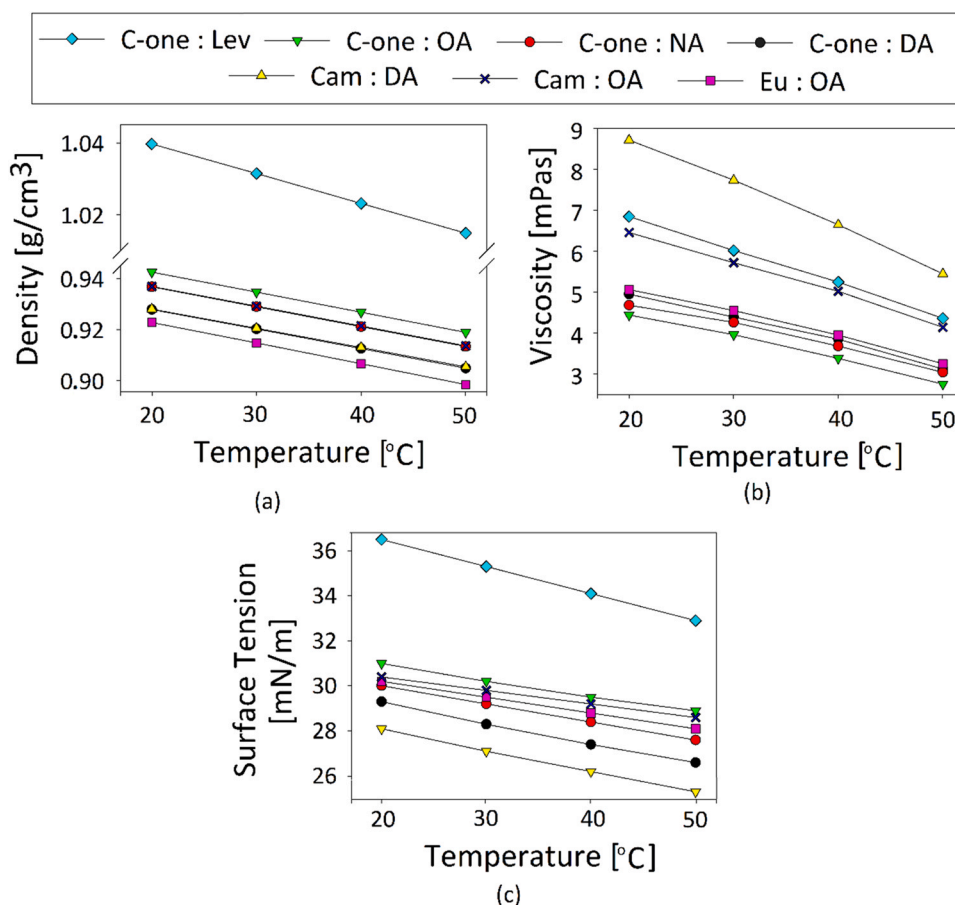 C-one : Lev C-one : OA C-one : NA C-one : DA
Cam : DA Cam : OA Eu : OA
Density [g/cm3]
1.04
1.02
0.94
0.92
0.90
20 30 40 50
Temperature [°C]
(a)
Viscosity [mPas]
9
8
7
6
5
4
3
20 30 40 50
Temperature [°C]
(b)
Surface Tension
[mN/m]
36
34
32
30
28
26
20 30 40 50
Temperature [°C]
(c)